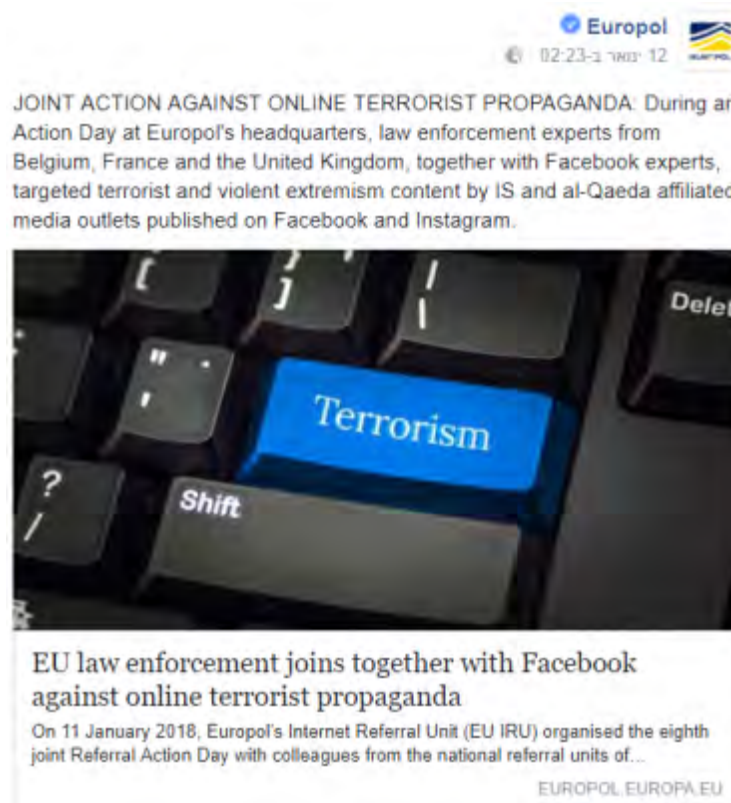 Europol
12 ינואר ב-02:23
JOINT ACTION AGAINST ONLINE TERRORIST PROPAGANDA: During an
Action Day at Europol's headquarters, law enforcement experts from
Belgium, France and the United Kingdom, together with Facebook experts,
targeted terrorist and violent extremism content by IS and al-Qaeda affiliated
media outlets published on Facebook and Instagram.
[ } ] | \
Delet
" '
Terrorism
? /
Shift
EU law enforcement joins together with Facebook
against online terrorist propaganda
On 11 January 2018, Europol's Internet Referral Unit (EU IRU) organised the eighth
joint Referral Action Day with colleagues from the national referral units of...
EUROPOL.EUROPA.EU